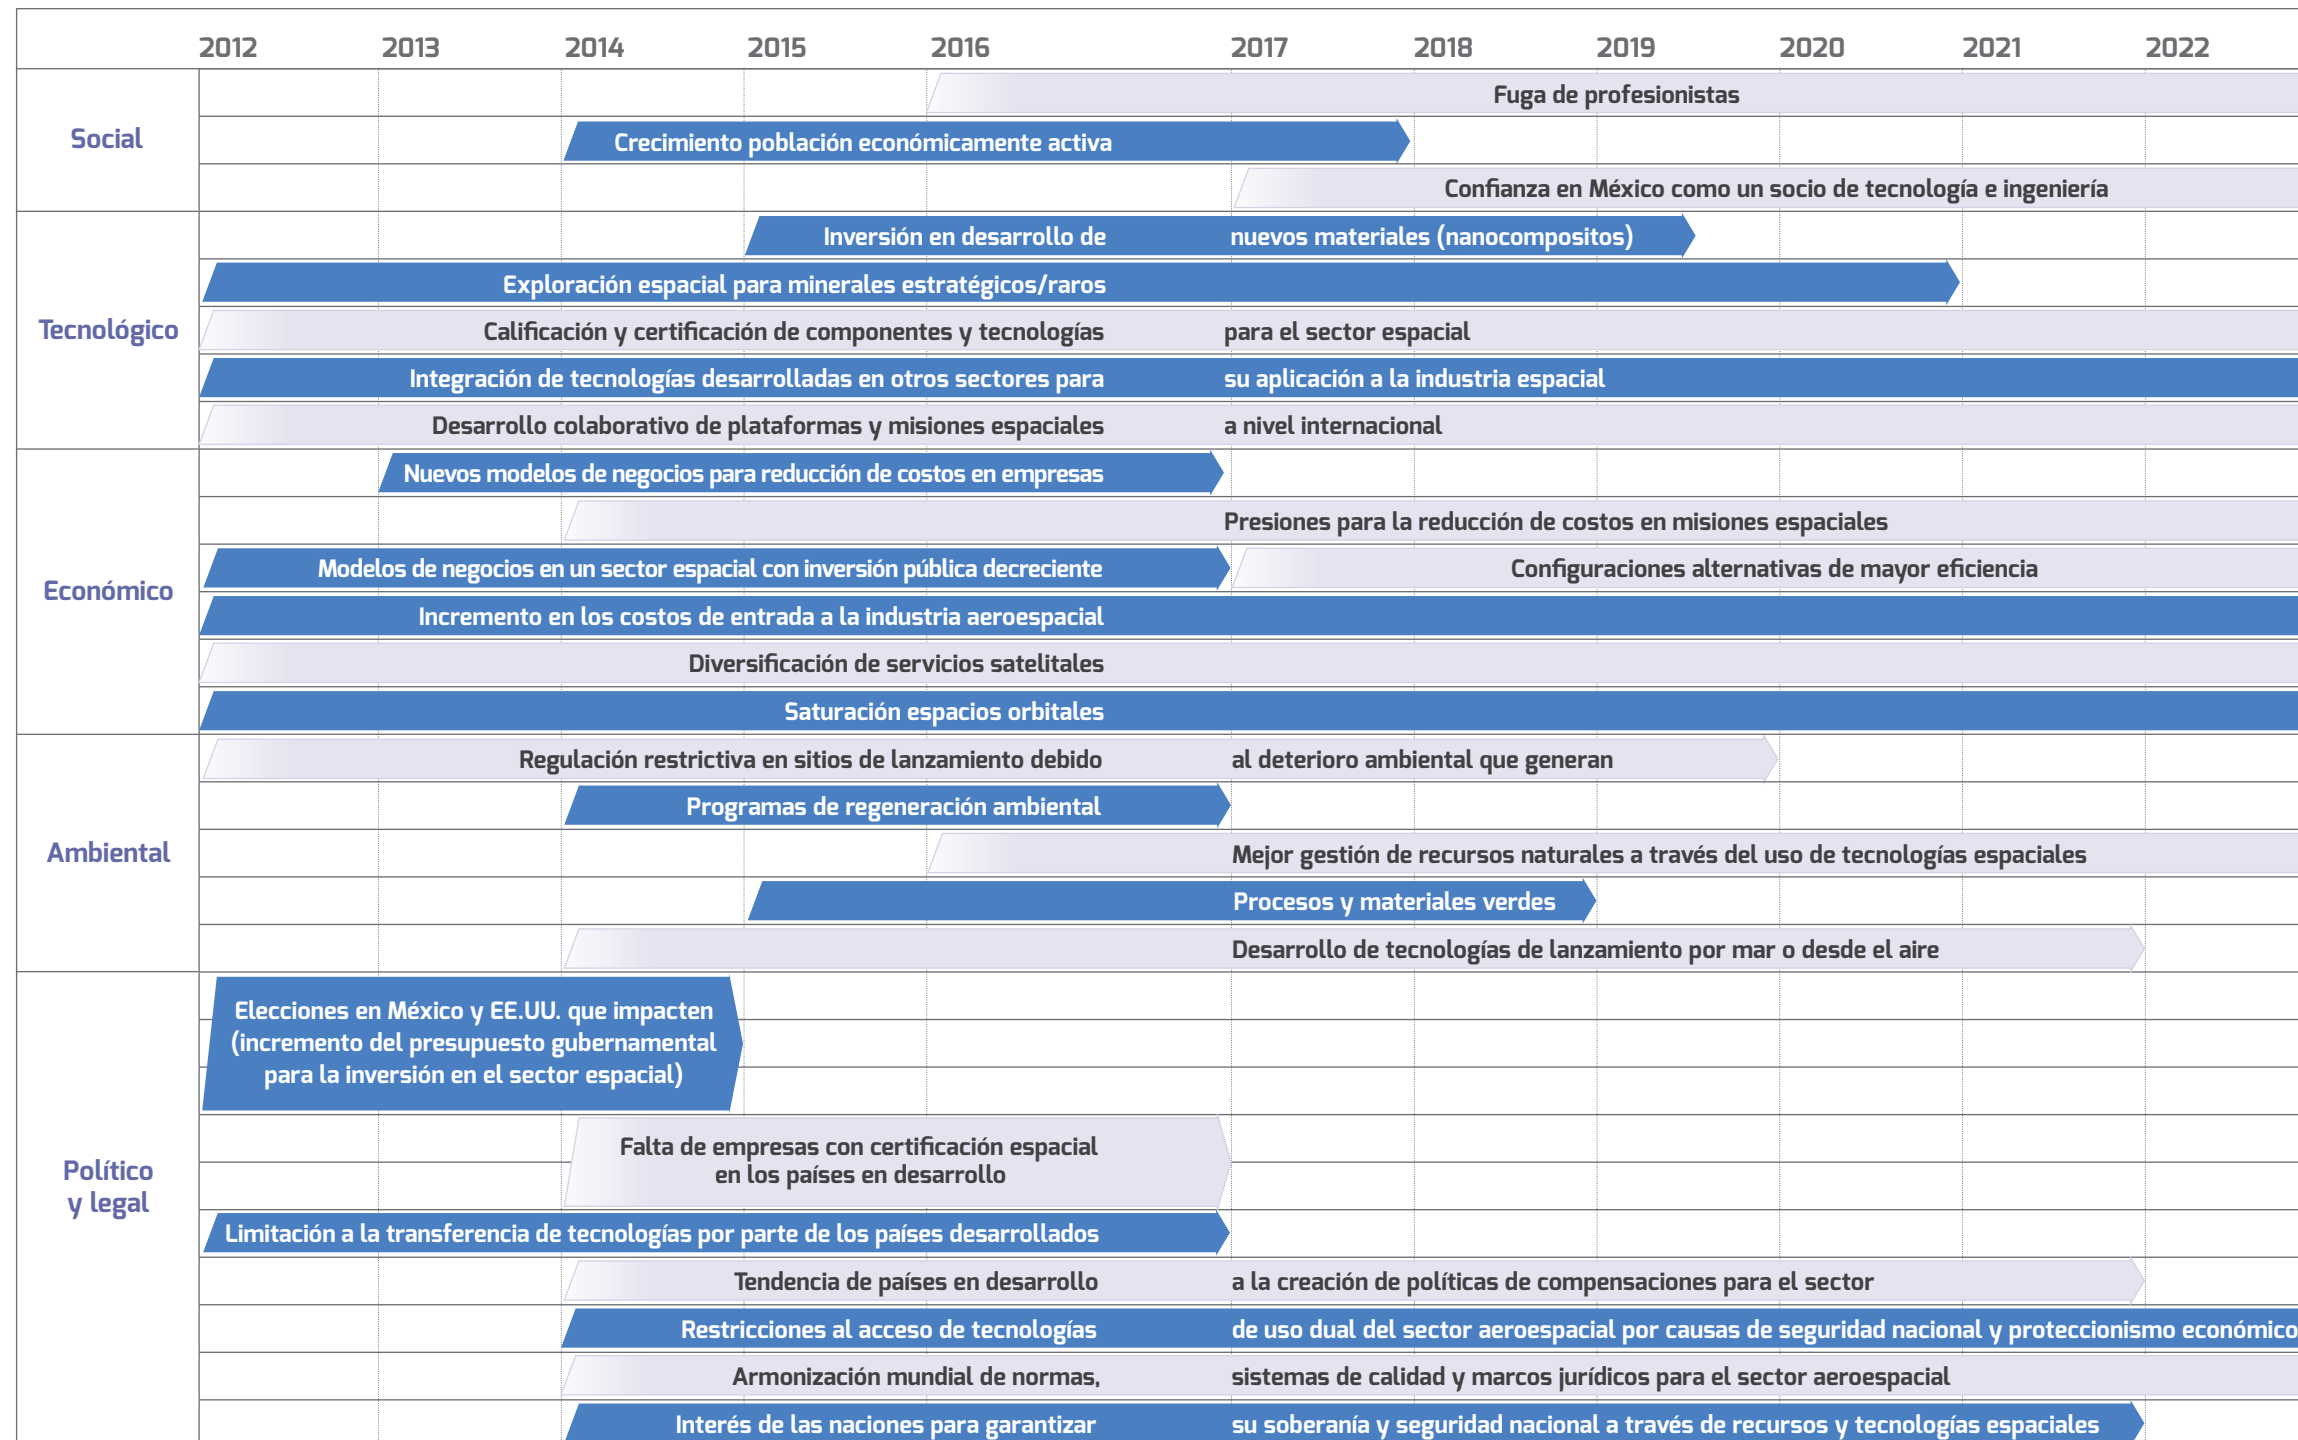 2012 2013 2014 2015 2016 2017 2018 2019 2020 2021 2022
Social
Fuga de profesionistas
Crecimiento población económicamente activa
Confianza en México como un socio de tecnología e ingeniería
Tecnológico
Inversión en desarrollo de nuevos materiales (nanocompositos)
Exploración espacial para minerales estratégicos/raros
Calificación y certificación de componentes y tecnologías para el sector espacial
Integración de tecnologías desarrolladas en otros sectores para su aplicación a la industria espacial
Desarrollo colaborativo de plataformas y misiones espaciales a nivel internacional
Económico
Nuevos modelos de negocios para reducción de costos en empresas
Presiones para la reducción de costos en misiones espaciales
Modelos de negocios en un sector espacial con inversión pública decreciente Configuraciones alternativas de mayor eficiencia
Incremento en los costos de entrada a la industria aeroespacial
Diversificación de servicios satelitales
Saturación espacios orbitales
Ambiental
Regulación restrictiva en sitios de lanzamiento debido al deterioro ambiental que generan
Programas de regeneración ambiental
Mejor gestión de recursos naturales a través del uso de tecnologías espaciales
Procesos y materiales verdes
Desarrollo de tecnologías de lanzamiento por mar o desde el aire
Político
y legal
Elecciones en México y EE.UU. que impacten
(incremento del presupuesto gubernamental
para la inversión en el sector espacial)
Falta de empresas con certificación espacial
en los países en desarrollo
Limitación a la transferencia de tecnologías por parte de los países desarrollados
Tendencia de países en desarrollo a la creación de políticas de compensaciones para el sector
Restricciones al acceso de tecnologías de uso dual del sector aeroespacial por causas de seguridad nacional y proteccionismo económico
Armonización mundial de normas, sistemas de calidad y marcos jurídicos para el sector aeroespacial
Interés de las naciones para garantizar su soberanía y seguridad nacional a través de recursos y tecnologías espaciales